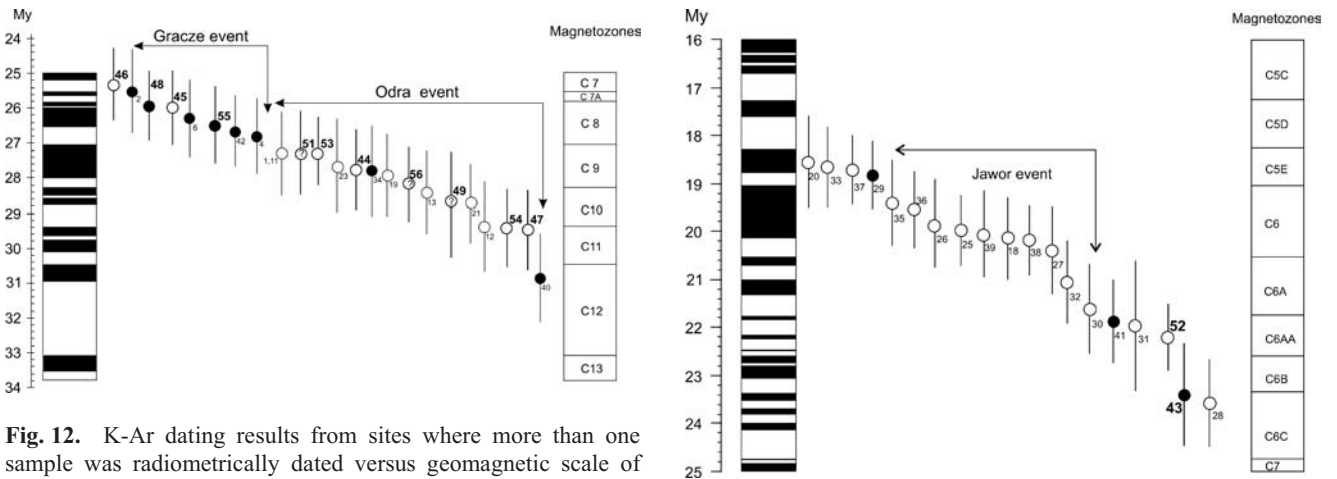 My
Magnetozones
24
25
26
27
28
29
30
31
32
33
34
Gracze event
Odra event
46
2
48
45
6
55
42
4
1,11
51
53
23
44
34
19
56
13
49
21
12
54
47
40
?
?
?
C 7
C 7A
C 8
C9
C10
C11
C12
C13
Fig. 12. K-Ar dating results from sites where more than one
sample was radiometrically dated versus geomagnetic scale of
My
Magnetozones
16
17
18
19
20
21
22
23
24
25
Jawor event
20
33
37
29
35
36
26
25
39
18
38
27
32
30
41
31
52
43
28
C5C
C5D
C5E
C6
C6A
C6AA
C6B
C6C
C7